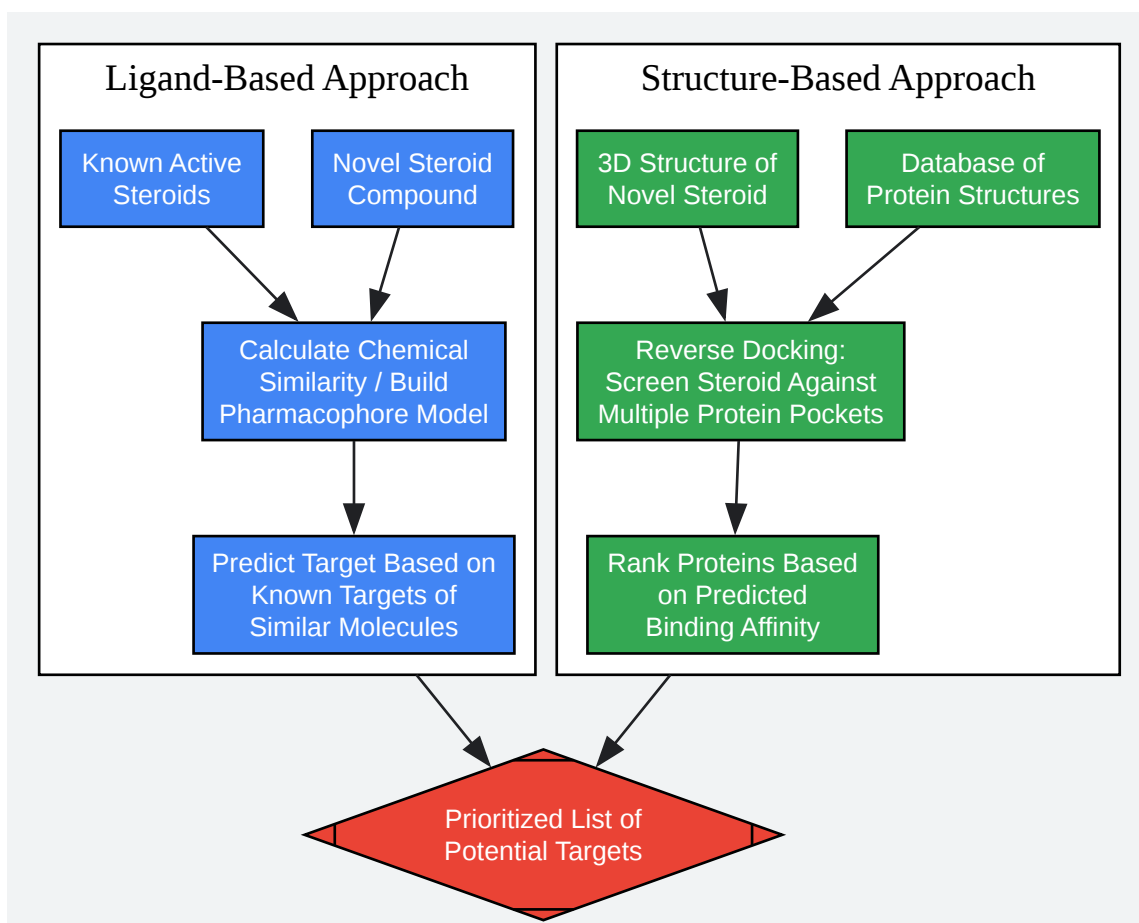 Ligand-Based Approach
Known Active
Steroids
Novel Steroid
Compound
Calculate Chemical
Similarity / Build
Pharmacophore Model
Predict Target Based on
Known Targets of
Similar Molecules
Structure-Based Approach
3D Structure of
Novel Steroid
Database of
Protein Structures
Reverse Docking:
Screen Steroid Against
Multiple Protein Pockets
Rank Proteins Based
on Predicted
Binding Affinity
Prioritized List of
Potential Targets